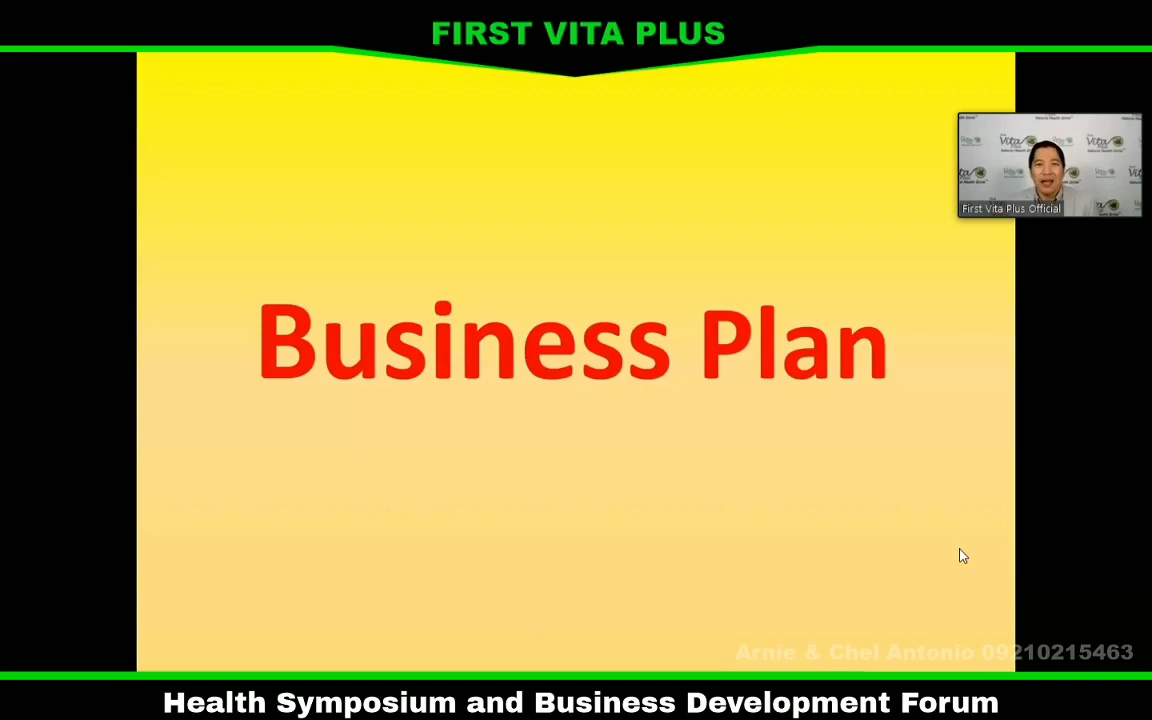 FIRST VITA PLUS
Business Plan
First Vita Plus Official
Arnie & Chel Antonio 09210215463
Health Symposium and Business Development Forum